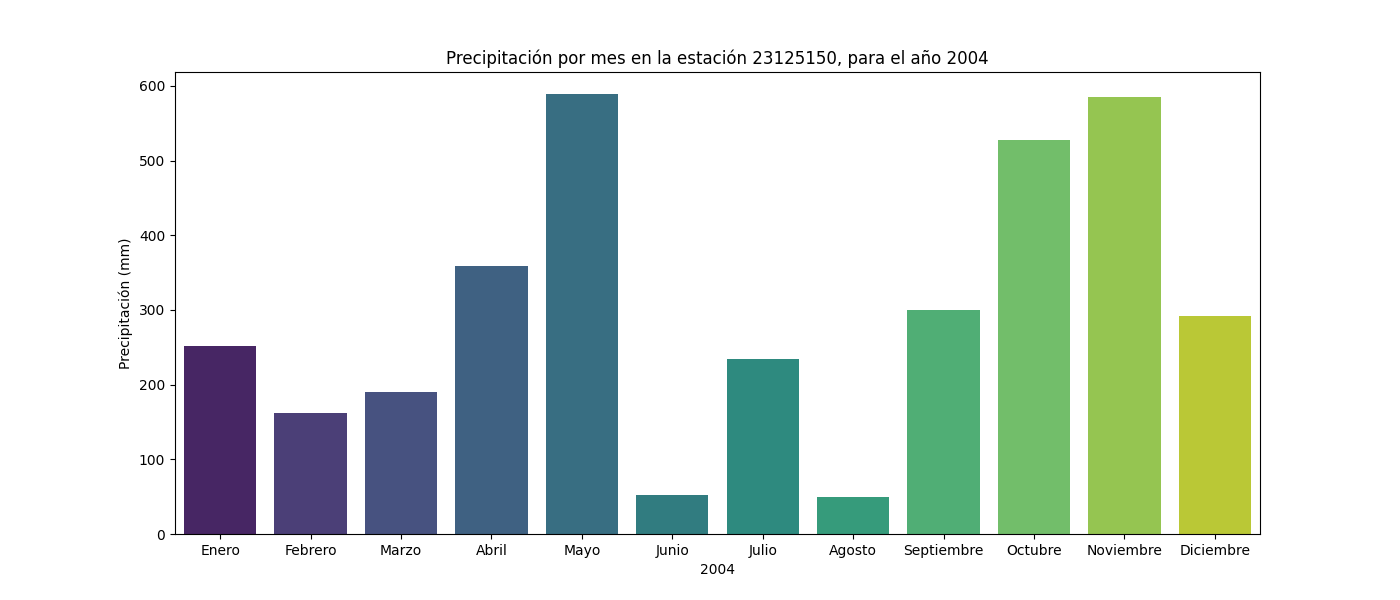 Precipitación por mes en la estación 23125150, para el año 2004
Precipitación (mm)
600
500
400
300
200
100
0
Enero Febrero Marzo Abril Mayo Junio Julio Agosto Septiembre Octubre Noviembre Diciembre
2004